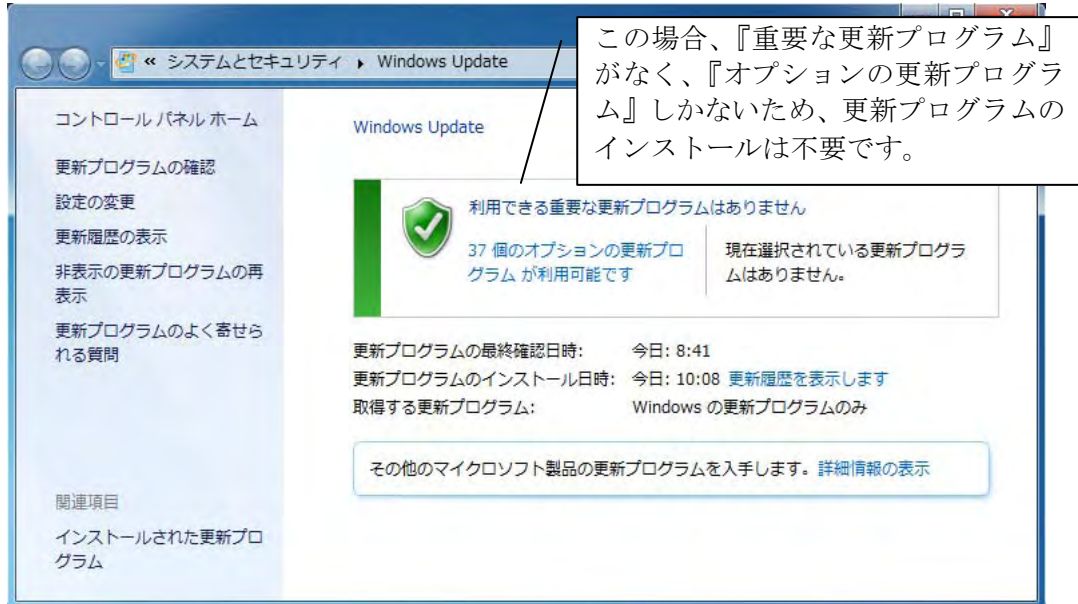 この場合、『重要な更新プログラム』
がなく、『オプションの更新プログラ
ム』しかないため、更新プログラムの
インストールは不要です。
« システムとセキュリティ ▸ Windows Update
コントロール パネル ホーム
更新プログラムの確認
設定の変更
更新履歴の表示
非表示の更新プログラムの再
表示
更新プログラムのよく寄せら
れる質問
関連項目
インストールされた更新プロ
グラム
Windows Update
利用できる重要な更新プログラムはありません
37 個のオプションの更新プロ
グラム が利用可能です
現在選択されている更新プログラ
ムはありません。
更新プログラムの最終確認日時: 今日: 8:41
更新プログラムのインストール日時: 今日: 10:08 更新履歴を表示します
取得する更新プログラム: Windows の更新プログラムのみ
その他のマイクロソフト製品の更新プログラムを入手します。詳細情報の表示